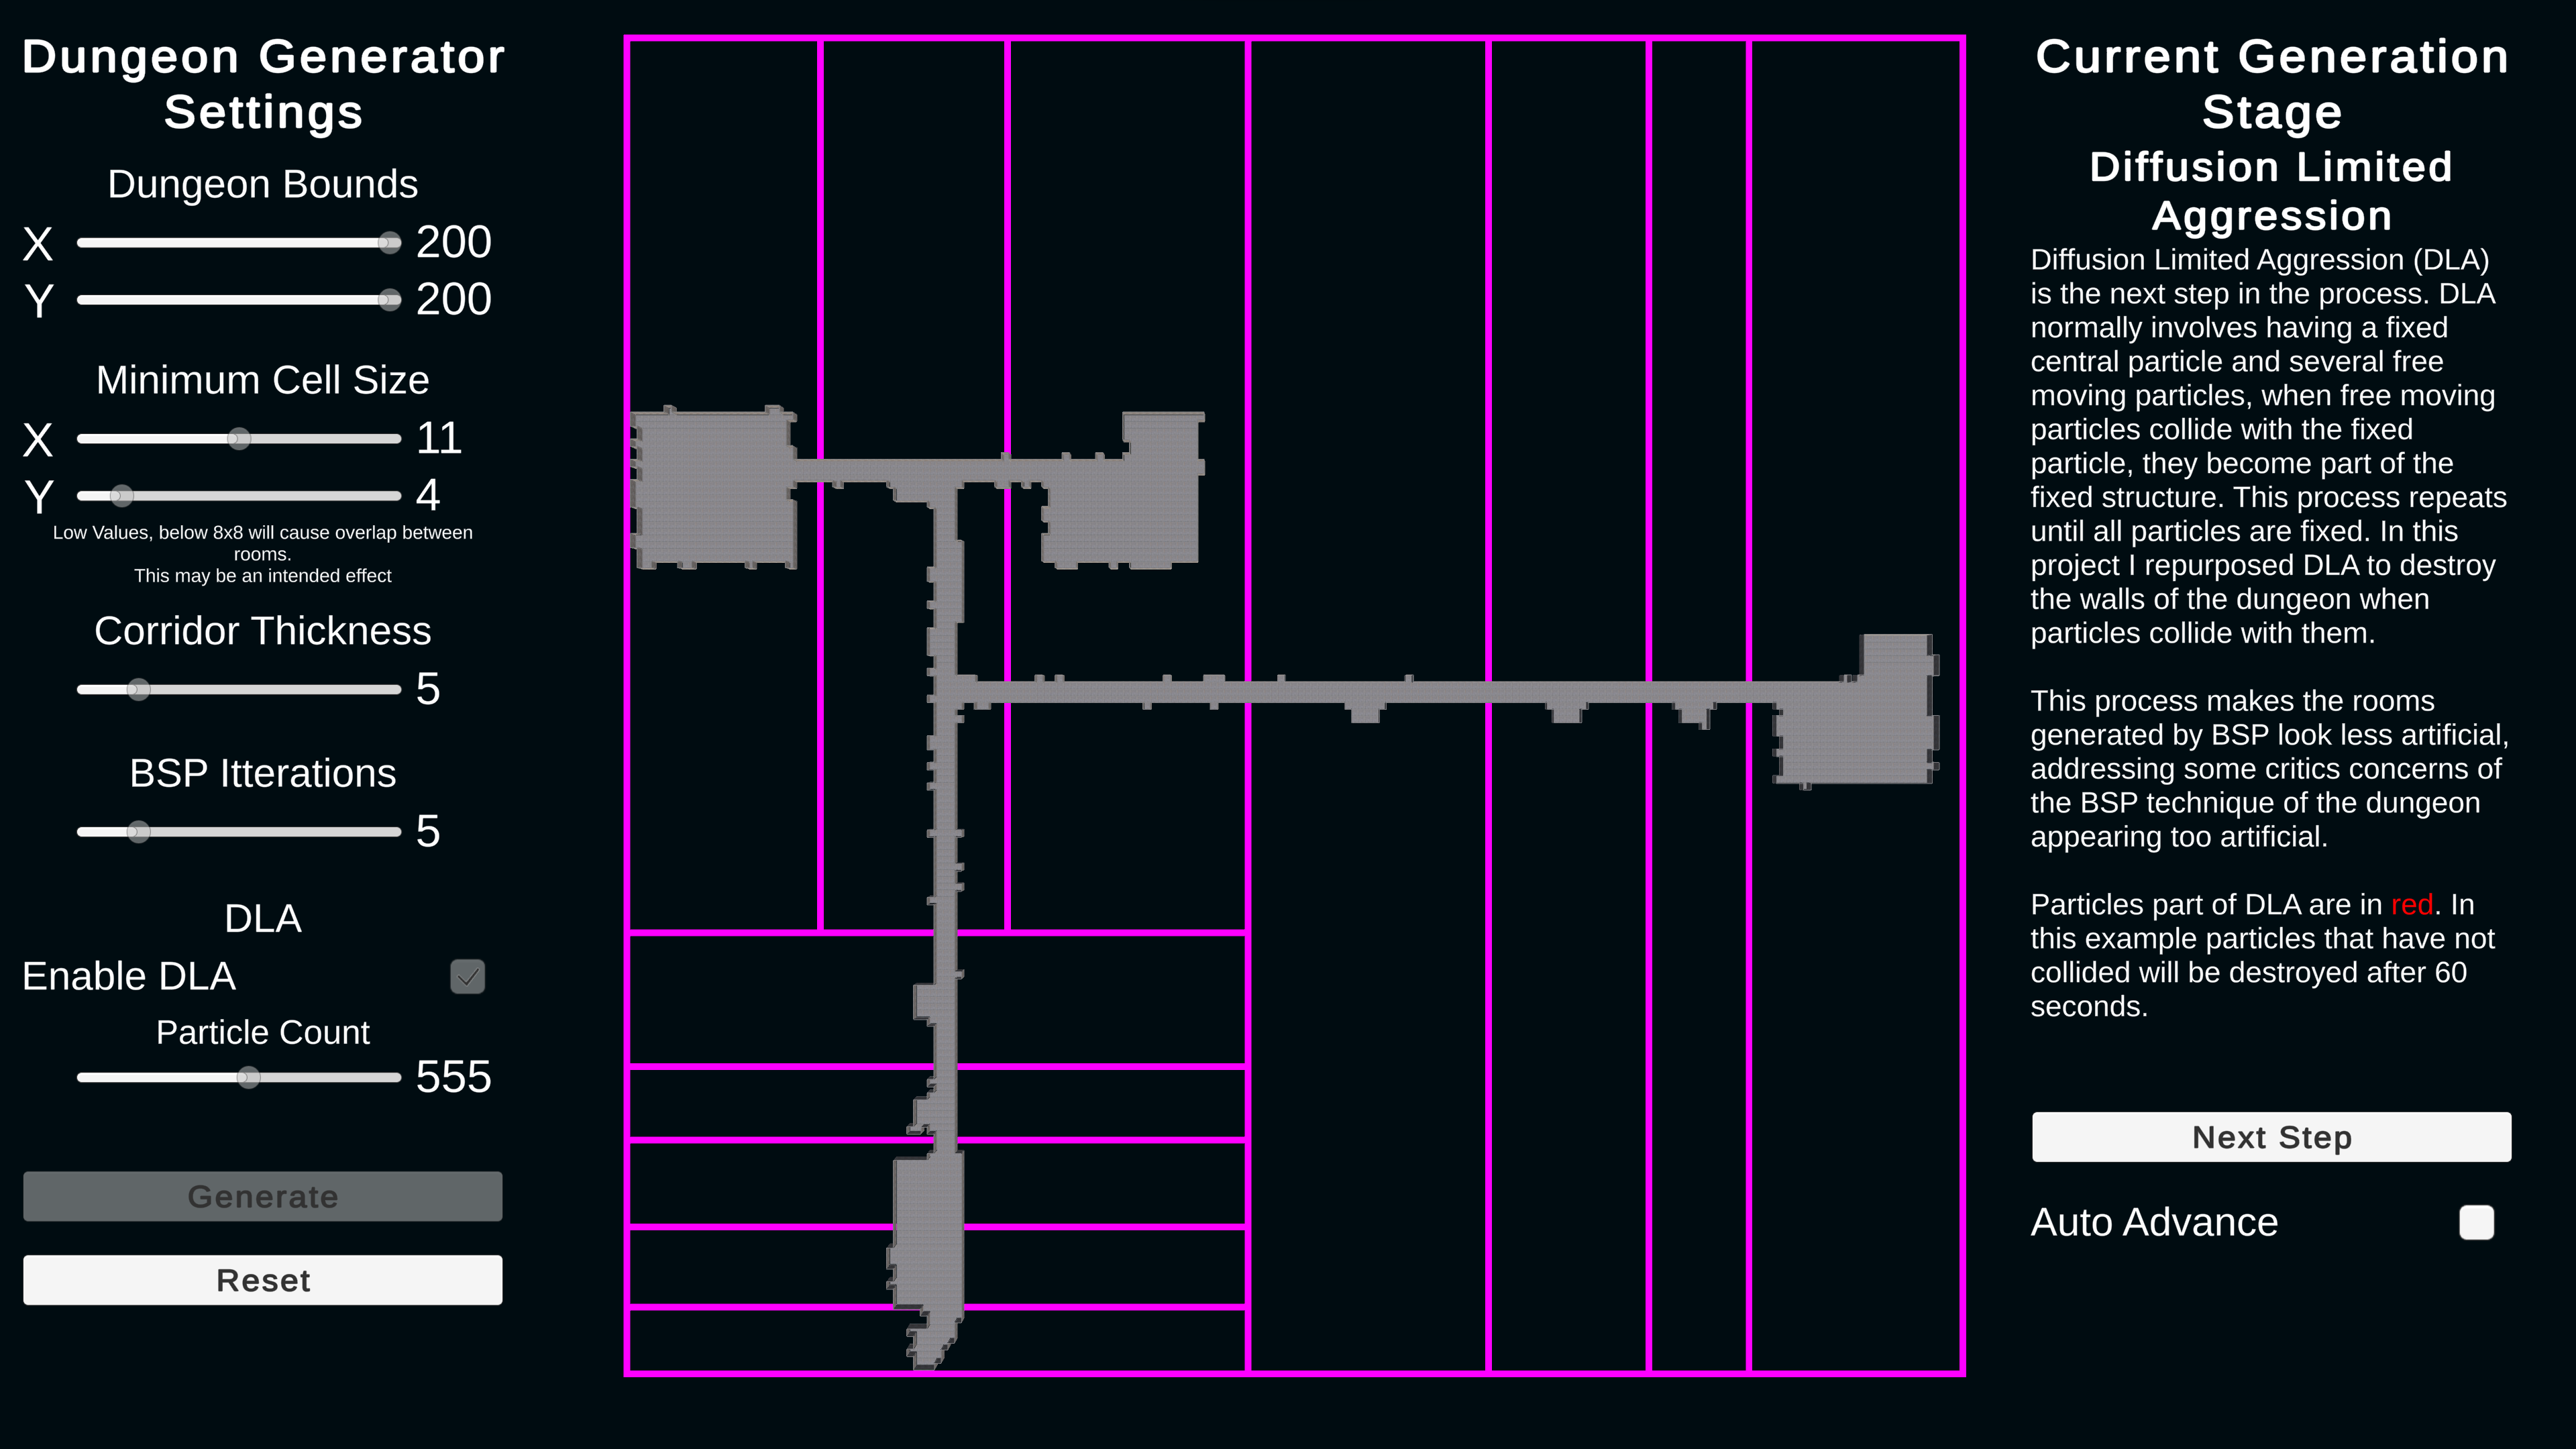 Dungeon Generator
Settings
Dungeon Bounds
X 200
Y 200
Minimum Cell Size
X 11
Y 4
Low Values, below 8x8 will cause overlap between
rooms.
This may be an intended effect
Corridor Thickness
5
BSP Itterations
5
DLA
Enable DLA
Particle Count
555
Generate
Reset
Current Generation
Stage
Diffusion Limited
Aggression
Diffusion Limited Aggression (DLA)
is the next step in the process. DLA
normally involves having a fixed
central particle and several free
moving particles, when free moving
particles collide with the fixed
particle, they become part of the
fixed structure. This process repeats
until all particles are fixed. In this
project I repurposed DLA to destroy
the walls of the dungeon when
particles collide with them.
This process makes the rooms
generated by BSP look less artificial,
addressing some critics concerns of
the BSP technique of the dungeon
appearing too artificial.
Particles part of DLA are in red. In
this example particles that have not
collided will be destroyed after 60
seconds.
Next Step
Auto Advance